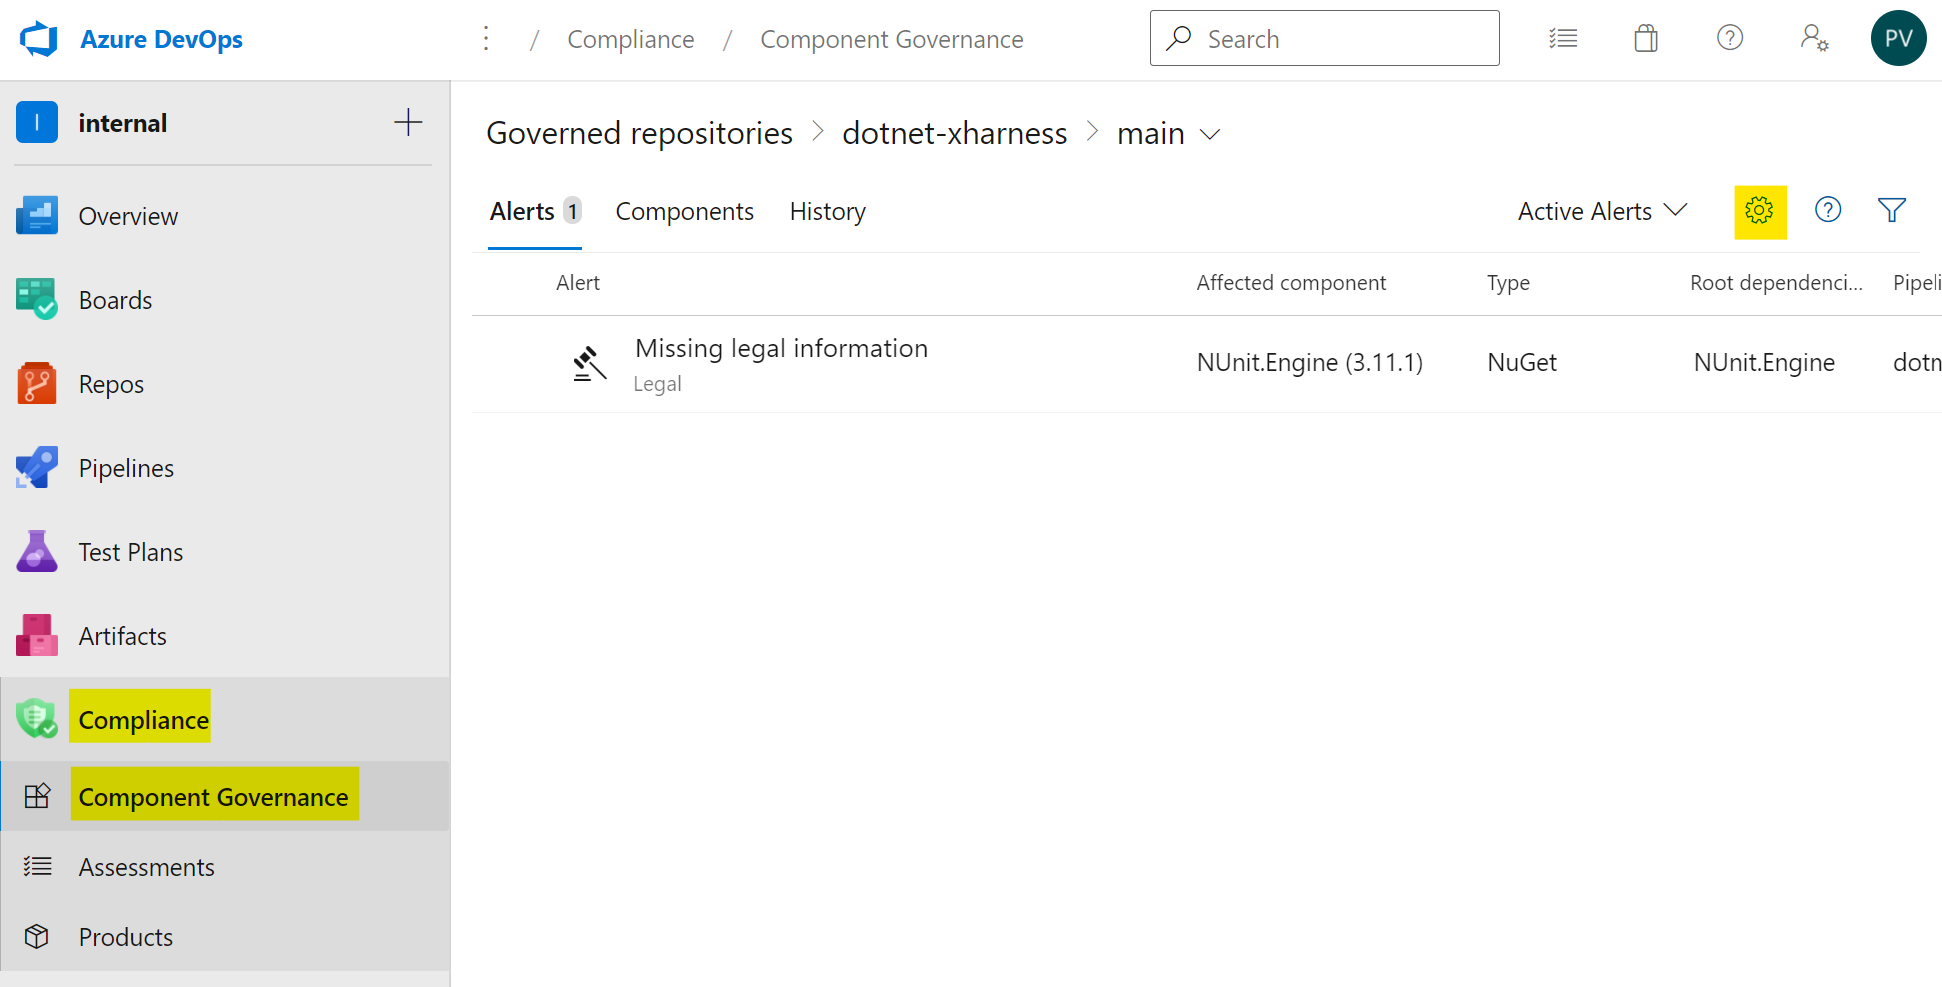 Azure DevOps
/ Compliance / Component Governance
Search
PV
I internal
Governed repositories > dotnet-xharness > main
Overview
Boards
Repos
Pipelines
Test Plans
Artifacts
Compliance
Component Governance
Assessments
Products
Alerts 1 Components History
Active Alerts
Alert Affected component Type Root dependenci... Pipeli
Missing legal information NUnit.Engine (3.11.1) NuGet NUnit.Engine dotn
Legal